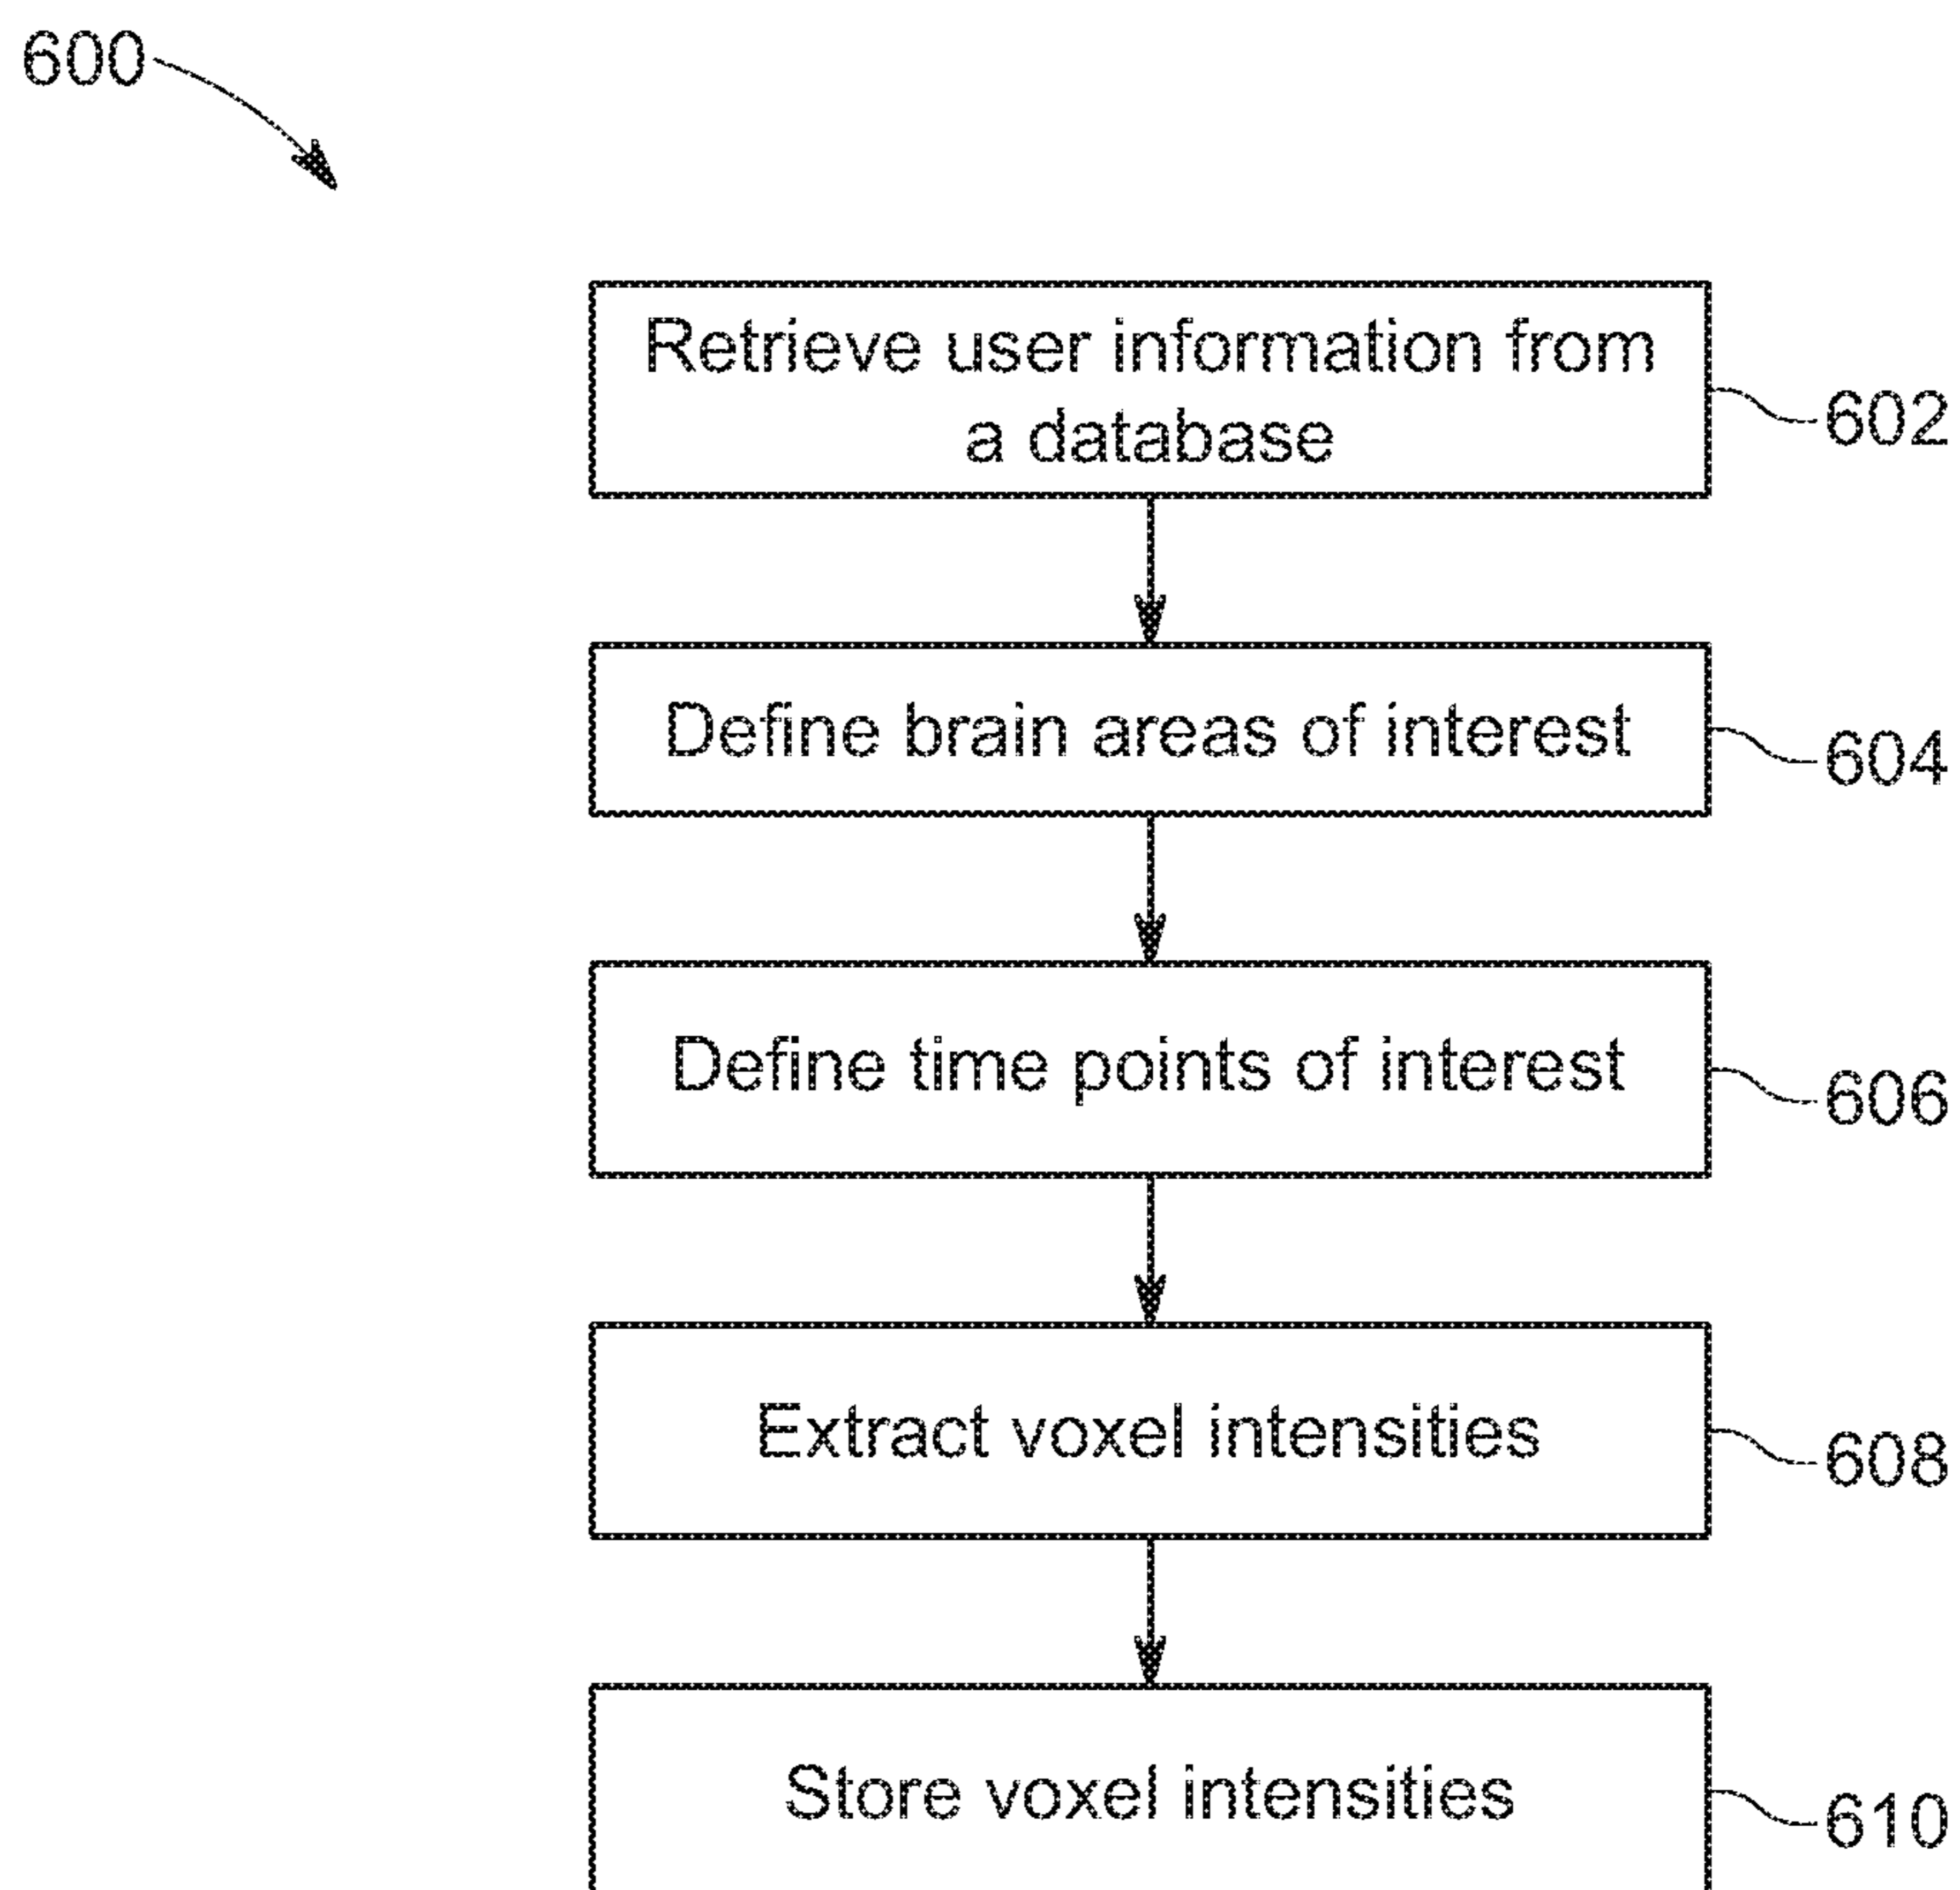 600
Retrieve user information from
a database
602
Define brain areas of interest
604
Define time points of interest
606
Extract voxel intensities
608
Store voxel intensities
610